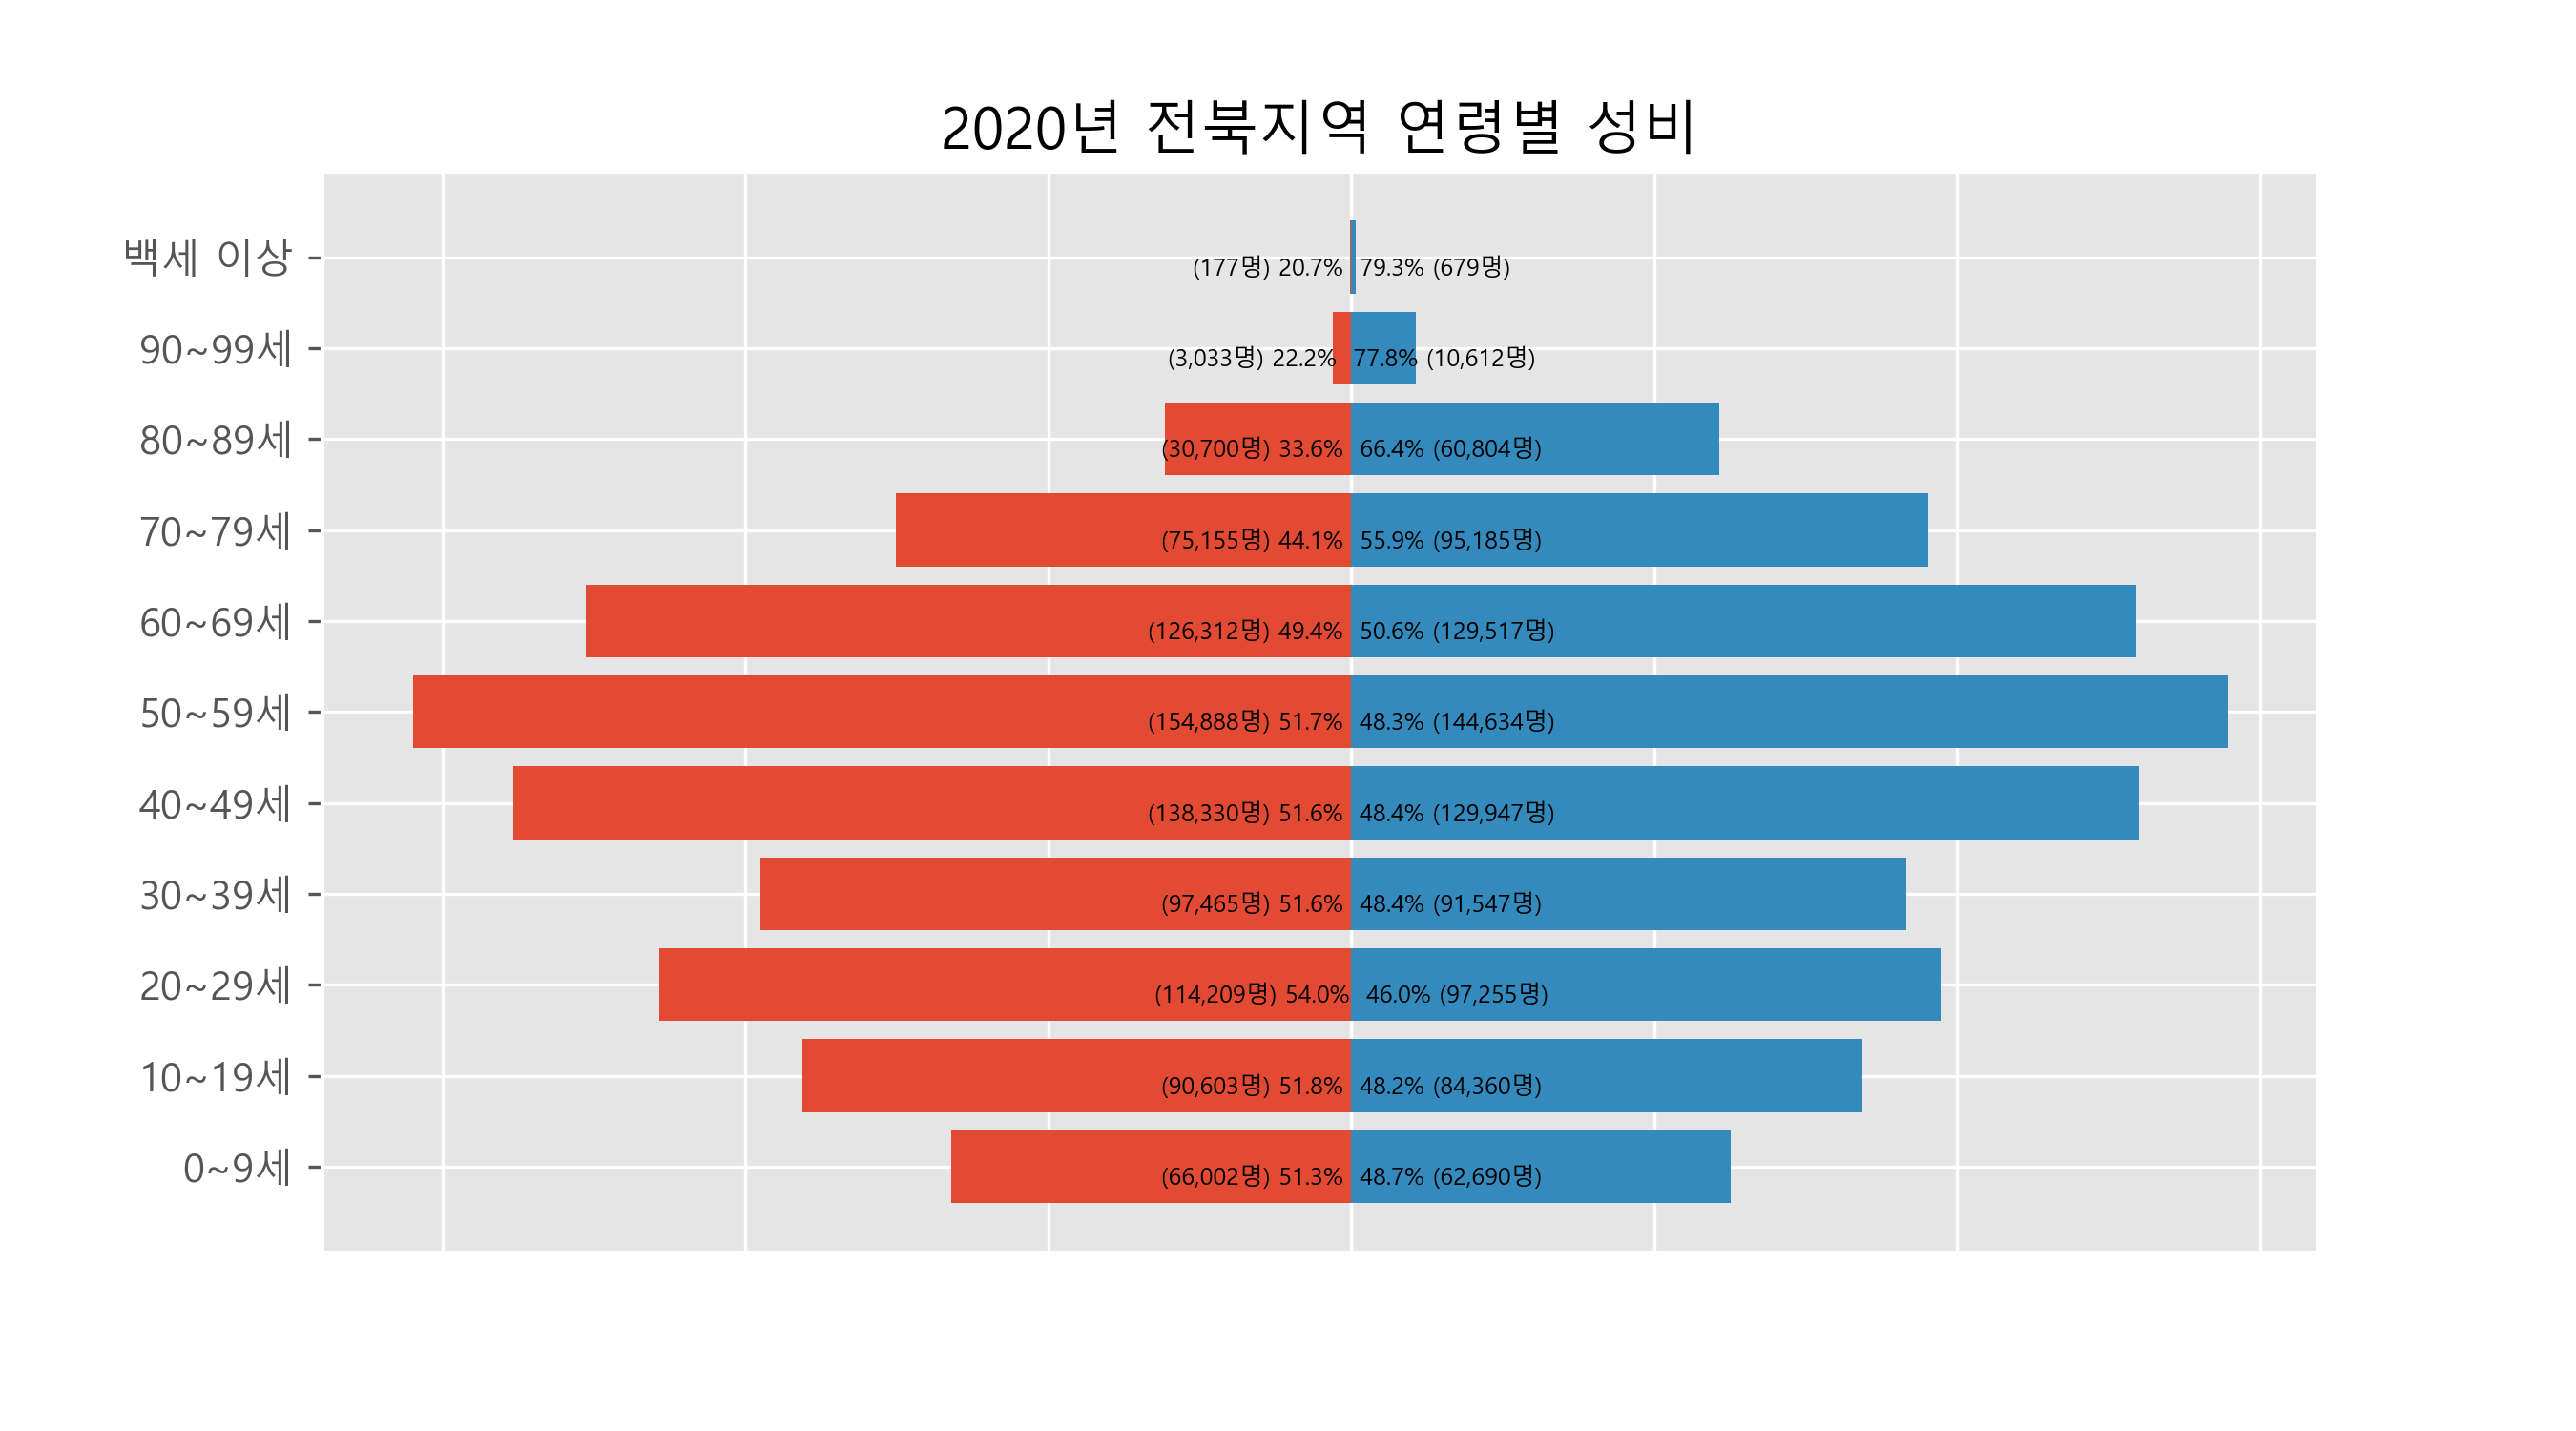 2020년 전북지역 연령별 성비
백세 이상 (177명) 20.7% 79.3% (679명)
90~99세 (3,033명) 22.2% 77.8% (10,612명)
80~89세 (30,700명) 33.6% 66.4% (60,804명)
70~79세 (75,155명) 44.1% 55.9% (95,185명)
60~69세 (126,312명) 49.4% 50.6% (129,517명)
50~59세 (154,888명) 51.7% 48.3% (144,634명)
40~49세 (138,330명) 51.6% 48.4% (129,947명)
30~39세 (97,465명) 51.6% 48.4% (91,547명)
20~29세 (114,209명) 54.0% 46.0% (97,255명)
10~19세 (90,603명) 51.8% 48.2% (84,360명)
0~9세 (66,002명) 51.3% 48.7% (62,690명)